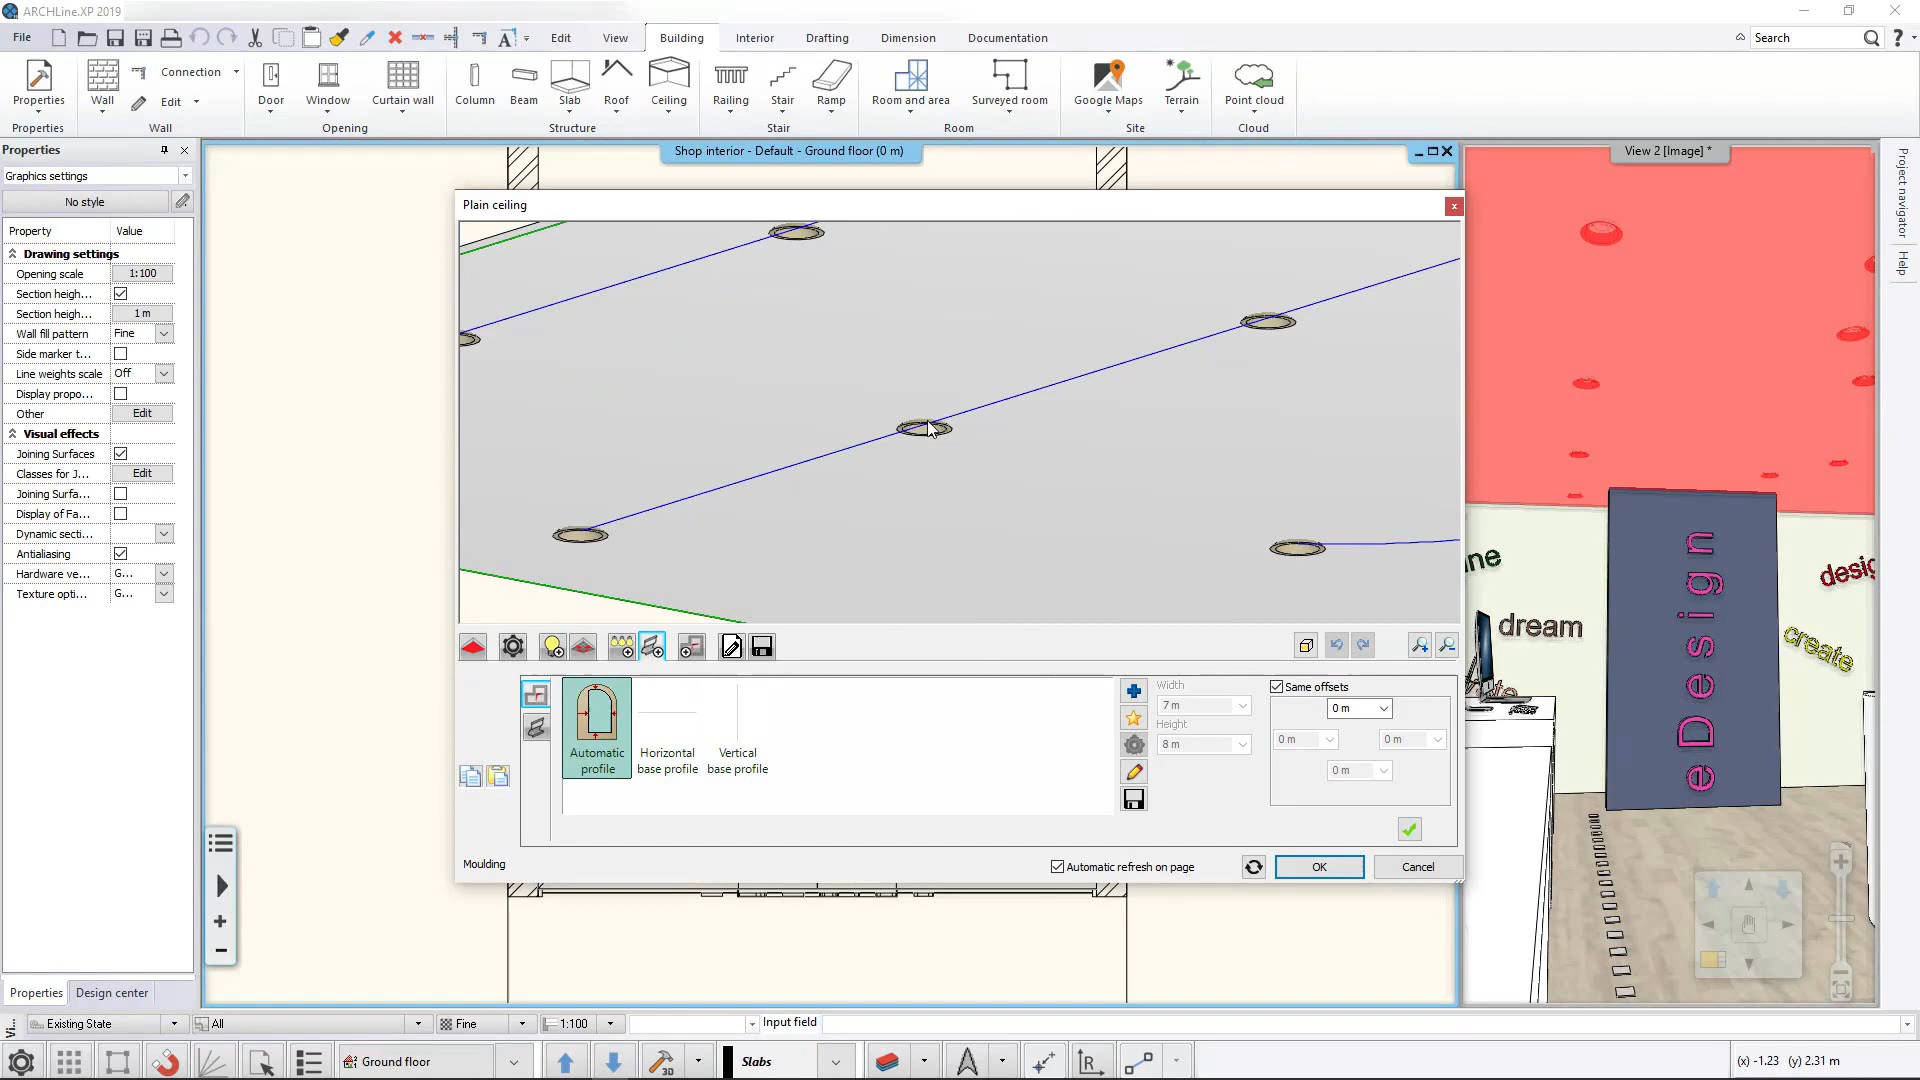 ARCHLine.XP 2019
File
Edit
View
Building
Interior
Drafting
Dimension
Documentation
Search
Properties
Wall
Connection
Edit
Door
Window
Curtain wall
Column
Beam
Slab
Roof
Ceiling
Railing
Stair
Ramp
Room and area
Surveyed room
Google Maps
Terrain
Point cloud
Properties
Wall
Opening
Structure
Stair
Room
Site
Cloud
Properties
Graphics settings
No style
Property Value
Drawing settings
Opening scale 1:100
Section heigh...
Section heigh... 1 m
Wall fill pattern Fine
Side marker t...
Line weights scale Off
Display propo...
Other Edit
Visual effects
Joining Surfaces
Classes for J... Edit
Joining Surfa...
Display of Fa...
Dynamic secti...
Antialiasing
Hardware ve... G...
Texture opti... G...
Properties Design center
Shop interior - Default - Ground floor (0 m)
View 2 [Image] *
Project navigator
Help
Plain ceiling
Automatic profile
Horizontal base profile
Vertical base profile
Width
7 m
Height
8 m
Same offsets
0 m
0 m 0 m
0 m
Moulding
Automatic refresh on page
OK
Cancel
ine
dream
eDesign
desig
create
Existing State
All
Fine
1:100
Input field
Ground floor
3D
Slabs
R
(x) -1.23 (y) 2.31 m